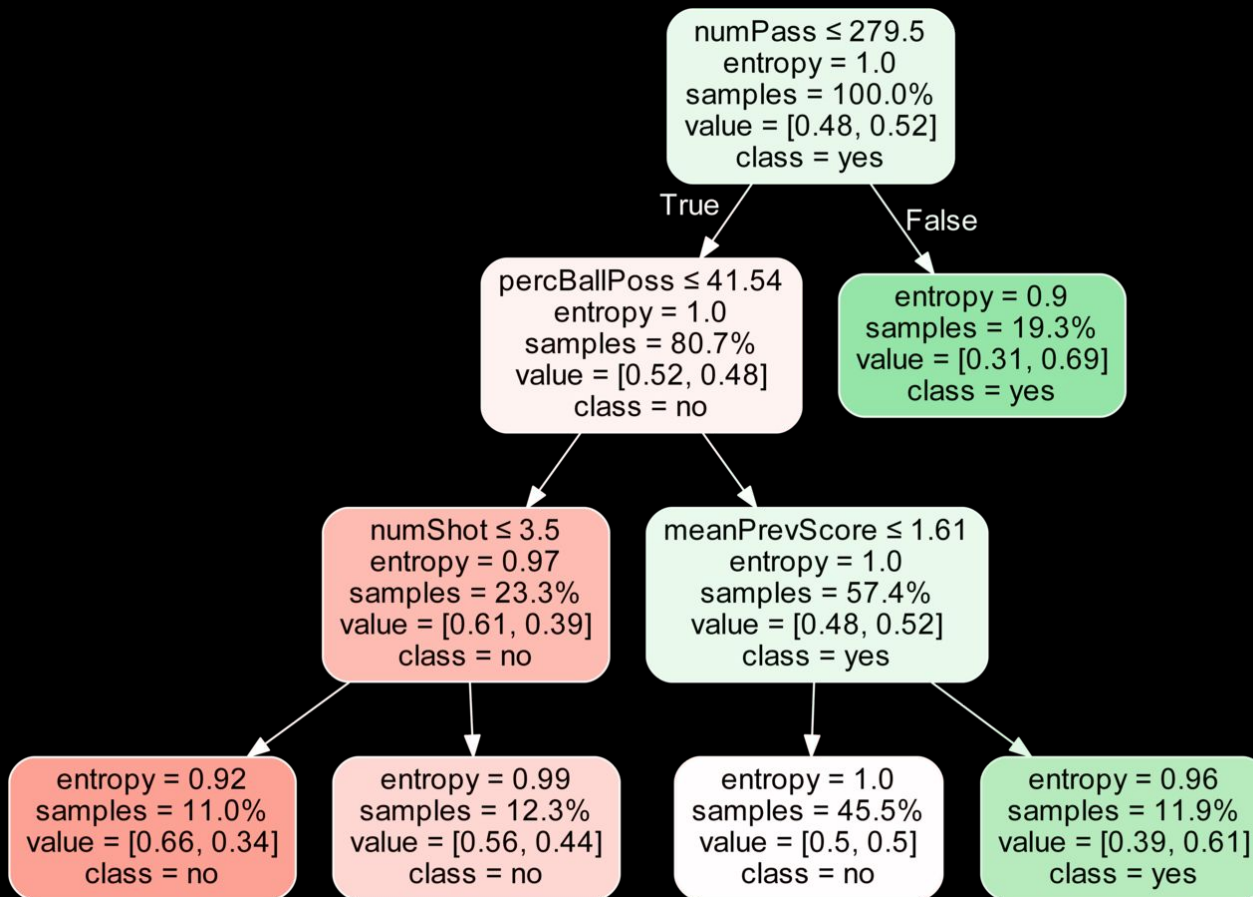 numPass ≤ 279.5
entropy = 1.0
samples = 100.0%
value = [0.48, 0.52]
class = yes
True
False
percBallPoss ≤ 41.54
entropy = 1.0
samples = 80.7%
value = [0.52, 0.48]
class = no
entropy = 0.9
samples = 19.3%
value = [0.31, 0.69]
class = yes
numShot ≤ 3.5
entropy = 0.97
samples = 23.3%
value = [0.61, 0.39]
class = no
meanPrevScore ≤ 1.61
entropy = 1.0
samples = 57.4%
value = [0.48, 0.52]
class = yes
entropy = 0.92
samples = 11.0%
value = [0.66, 0.34]
class = no
entropy = 0.99
samples = 12.3%
value = [0.56, 0.44]
class = no
entropy = 1.0
samples = 45.5%
value = [0.5, 0.5]
class = no
entropy = 0.96
samples = 11.9%
value = [0.39, 0.61]
class = yes